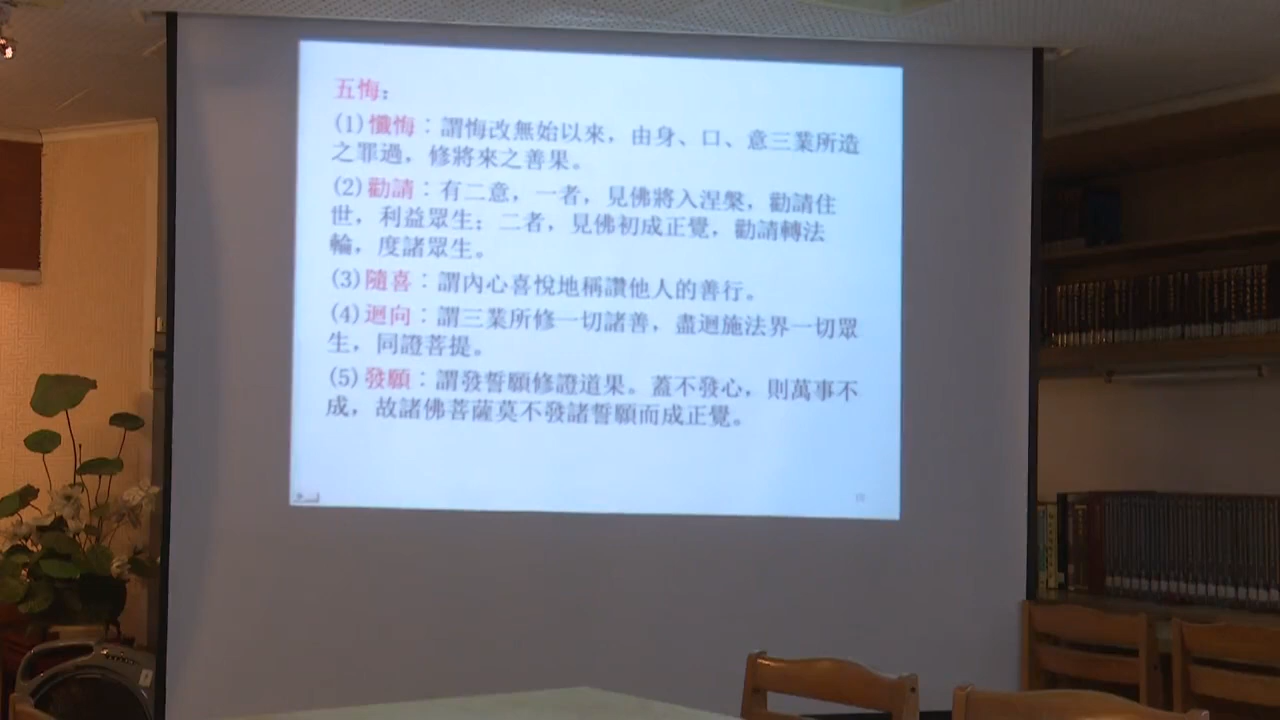 五悔：
(1)懺悔：謂悔改無始以來，由身、口、意三業所造
之罪過，修將來之善果。
(2)勸請：有二意，一者，見佛將入涅槃，勸請住
世，利益眾生；二者，見佛初成正覺，勸請轉法
輪，度諸眾生。
(3)隨喜：謂內心喜悅地稱讚他人的善行。
(4)迴向：謂三業所修一切諸善，盡迴施法界一切眾
生，同證菩提。
(5)發願：謂發誓願修證道果。蓋不發心，則萬事不
成，故諸佛菩薩莫不發諸誓願而成正覺。